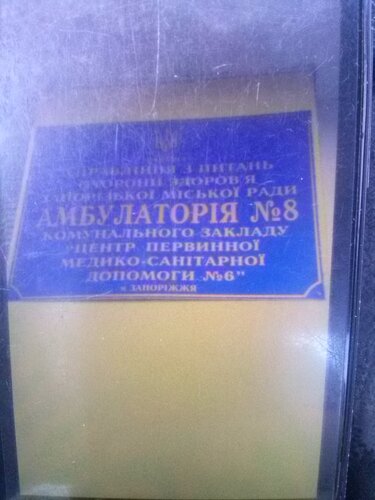 УПРАВЛІННЯ З ПИТАНЬ
ОХОРОНИ ЗДОРОВ'Я
ЗАПОРІЗЬКОЇ МІСЬКОЇ РАДИ
АМБУЛАТОРІЯ №8
КОМУНАЛЬНОГО ЗАКЛАДУ
"ЦЕНТР ПЕРВИННОЇ
МЕДИКО-САНІТАРНОЇ
ДОПОМОГИ №6"
м ЗАПОРІЖЖЯ